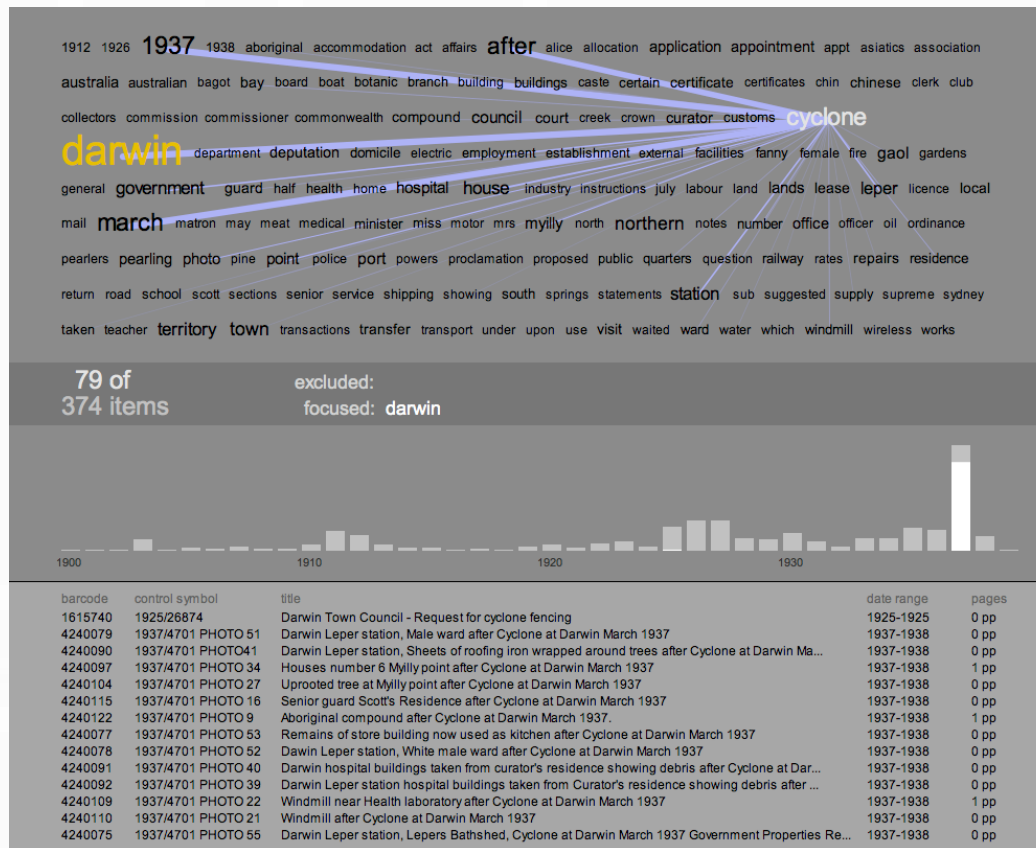 1912 1926 1937 1938 aboriginal accommodation act affairs after alice allocation application appointment appt asiatics association
australia australian bagot bay board boat botanic branch building buildings caste certain certificate certificates chin chinese clerk club
collectors commission commissioner commonwealth compound council court creek crown curator customs cyclone
darwin department deputation domicile electric employment establishment external facilities fanny female fire gaol gardens
general government guard half health home hospital house industry instructions july labour land lands lease leper licence local
mail march matron may meat medical minister miss motor mrs myilly north northern notes number office officer oil ordinance
pearlers pearling photo pine point police port powers proclamation proposed public quarters question railway rates repairs residence
return road school scott sections senior service shipping showing south springs statements station sub suggested supply supreme sydney
taken teacher territory town transactions transfer transport under upon use visit waited ward water which windmill wireless works
79 of excluded:
374 items focused: darwin
1900 1910 1920 1930
barcode control symbol title date range pages
1615740 1925/26874 Darwin Town Council - Request for cyclone fencing 1925-1925 0 pp
4240079 1937/4701 PHOTO 51 Darwin Leper station, Male ward after Cyclone at Darwin March 1937 1937-1938 0 pp
4240090 1937/4701 PHOTO41 Darwin Leper station, Sheets of roofing iron wrapped around trees after Cyclone at Darwin Ma... 1937-1938 0 pp
4240097 1937/4701 PHOTO 34 Houses number 6 Myilly point after Cyclone at Darwin March 1937 1937-1938 1 pp
4240104 1937/4701 PHOTO 27 Uprooted tree at Myilly point after Cyclone at Darwin March 1937 1937-1938 0 pp
4240115 1937/4701 PHOTO 16 Senior guard Scott's Residence after Cyclone at Darwin March 1937 1937-1938 0 pp
4240122 1937/4701 PHOTO 9 Aboriginal compound after Cyclone at Darwin March 1937. 1937-1938 1 pp
4240077 1937/4701 PHOTO 53 Remains of store building now used as kitchen after Cyclone at Darwin March 1937 1937-1938 0 pp
4240078 1937/4701 PHOTO 52 Dawin Leper station, White male ward after Cyclone at Darwin March 1937 1937-1938 0 pp
4240091 1937/4701 PHOTO 40 Darwin hospital buildings taken from curator's residence showing debris after Cyclone at Dar... 1937-1938 0 pp
4240092 1937/4701 PHOTO 39 Darwin Leper station hospital buildings taken from Curator's residence showing debris after ... 1937-1938 0 pp
4240109 1937/4701 PHOTO 22 Windmill near Health laboratory after Cyclone at Darwin March 1937 1937-1938 1 pp
4240110 1937/4701 PHOTO 21 Windmill after Cyclone at Darwin March 1937 1937-1938 0 pp
4240075 1937/4701 PHOTO 55 Darwin Leper station, Lepers Bathshed, Cyclone at Darwin March 1937 Government Properties Re... 1937-1938 0 pp